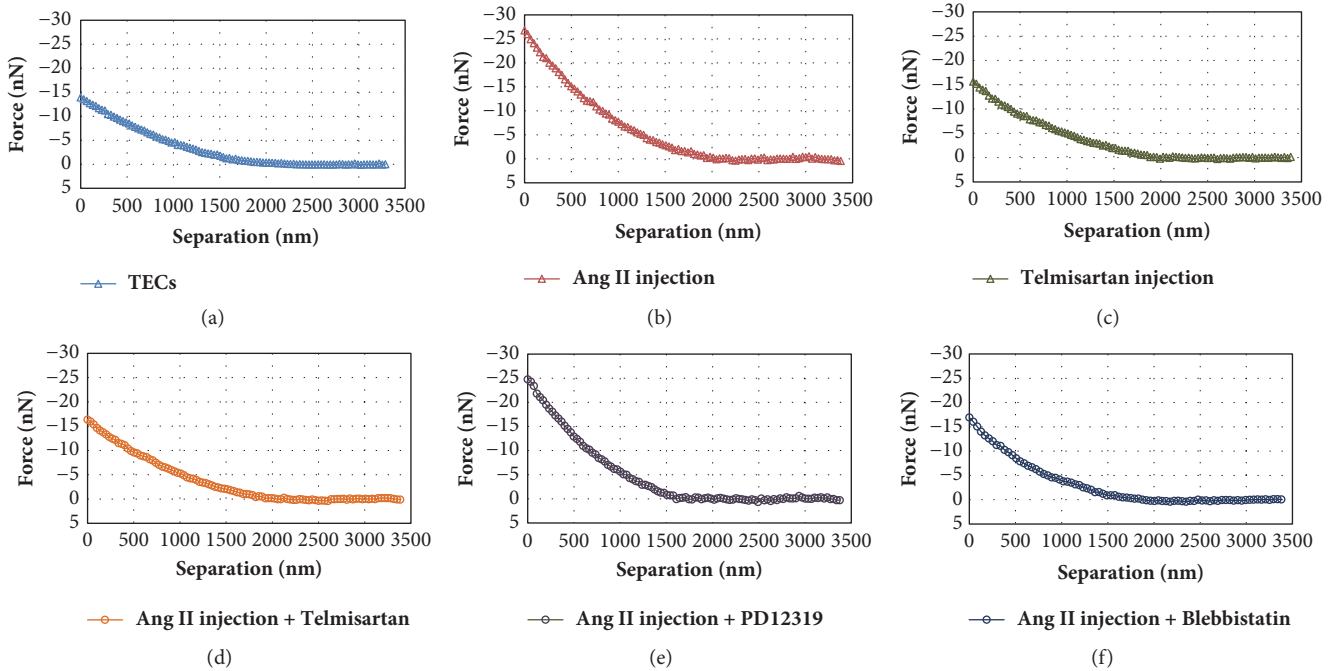 −30
−25
−20
−15
−10
−5
0
5
Force (nN)
0 500 1000 1500 2000 2500 3000 3500
Separation (nm)
TECs
(a)
−30
−25
−20
−15
−10
−5
0
5
Force (nN)
0 500 1000 1500 2000 2500 3000 3500
Separation (nm)
Ang II injection
(b)
−30
−25
−20
−15
−10
−5
0
5
Force (nN)
0 500 1000 1500 2000 2500 3000 3500
Separation (nm)
Telmisartan injection
(c)
−30
−25
−20
−15
−10
−5
0
5
Force (nN)
0 500 1000 1500 2000 2500 3000 3500
Separation (nm)
Ang II injection + Telmisartan
(d)
−30
−25
−20
−15
−10
−5
0
5
Force (nN)
0 500 1000 1500 2000 2500 3000 3500
Separation (nm)
Ang II injection + PD12319
(e)
−30
−25
−20
−15
−10
−5
0
5
Force (nN)
0 500 1000 1500 2000 2500 3000 3500
Separation (nm)
Ang II injection + Blebbistatin
(f)